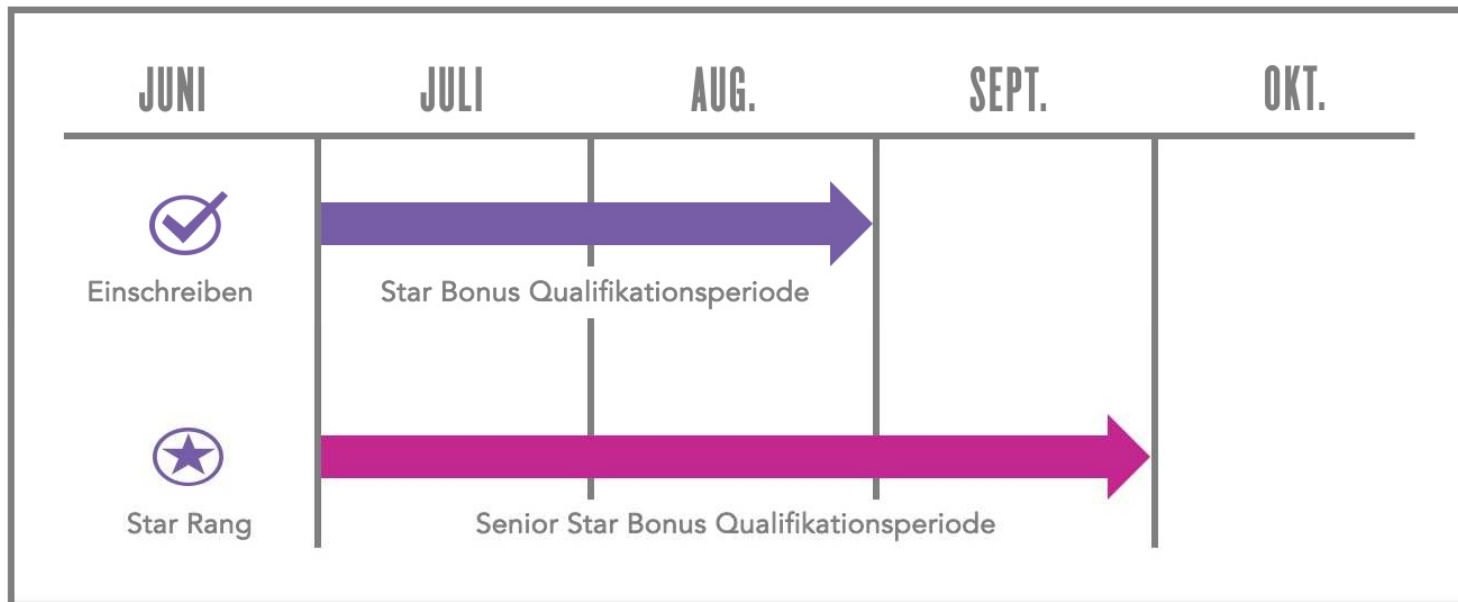 JUNI JULI AUG. SEPT. OKT.
Einschreiben Star Bonus Qualifikationsperiode
Star Rang Senior Star Bonus Qualifikationsperiode